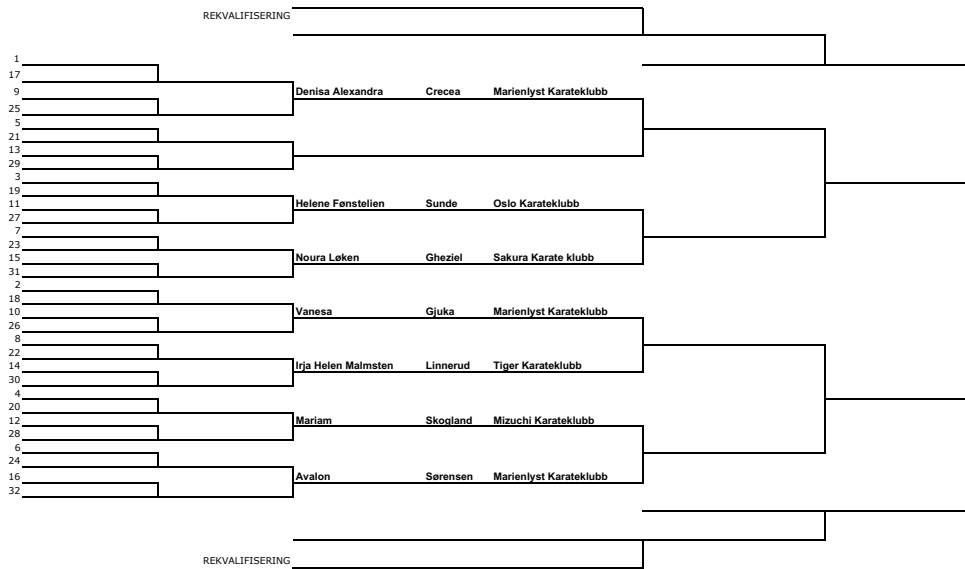 REKVALIFISERING
1
17
9 Denisa Alexandra Crecea Marienlyst Karateklubb
25
5
21
13
29
3
19
11 Helene Fønstelien Sunde Oslo Karateklubb
27
7
23
15 Noura Løken Gheziel Sakura Karate klubb
31
2
18
10 Vanesa Gjuka Marienlyst Karateklubb
26
8
22
14 Irja Helen Malmsten Linnerud Tiger Karateklubb
30
4
20
12 Mariam Skogland Mizuchi Karateklubb
28
6
24
16 Avalon Sørensen Marienlyst Karateklubb
32
REKVALIFISERING